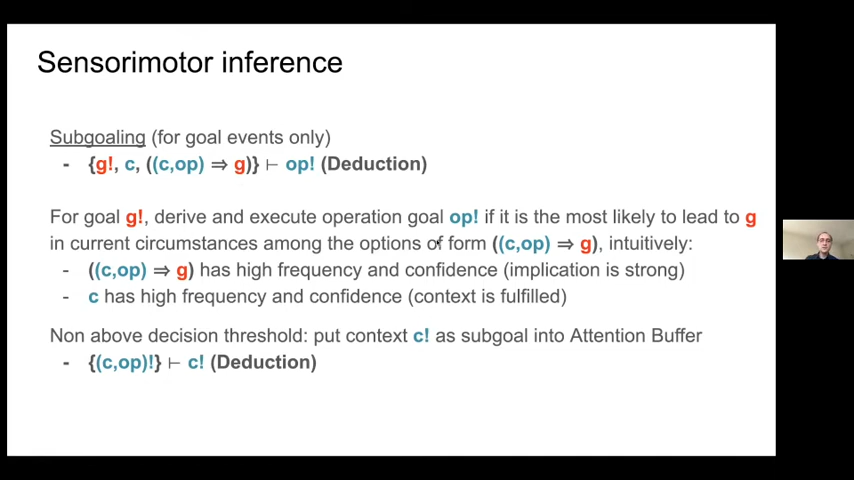 Sensorimotor inference
Subgoaling (for goal events only)
- {g!, c, ((c,op) ⇒ g)} ⊢ op! (Deduction)
For goal g!, derive and execute operation goal op! if it is the most likely to lead to g
in current circumstances among the options of form ((c,op) ⇒ g), intuitively:
- ((c,op) ⇒ g) has high frequency and confidence (implication is strong)
- c has high frequency and confidence (context is fulfilled)
Non above decision threshold: put context c! as subgoal into Attention Buffer
- {(c,op)!} ⊢ c! (Deduction)